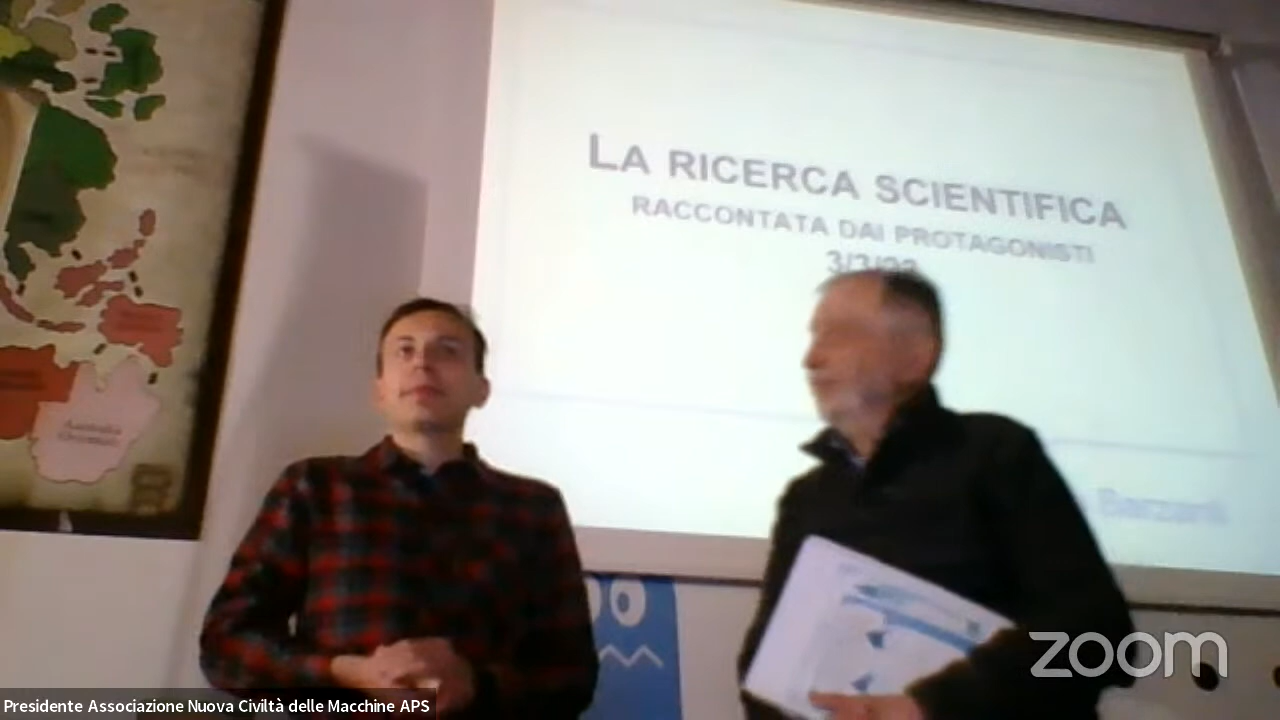 LA RICERCA SCIENTIFICA
RACCONTATA DAI PROTAGONISTI
zoom
Presidente Associazione Nuova Civiltà delle Macchine APS